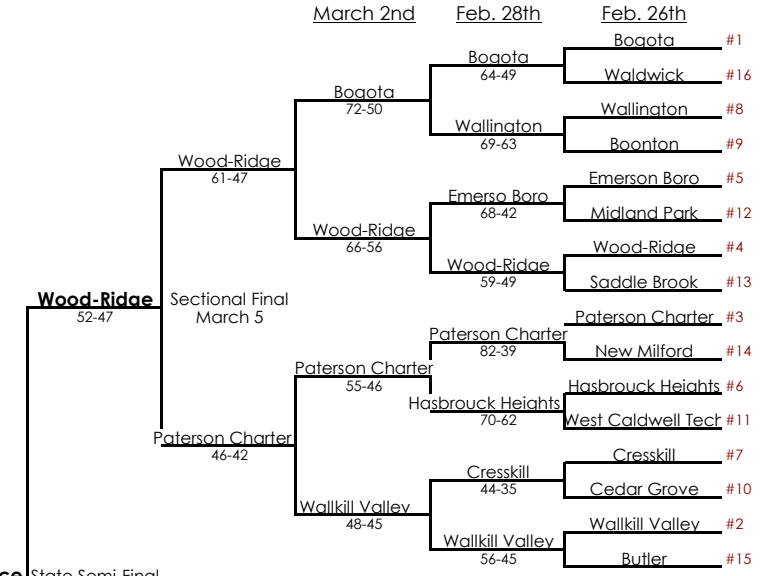 March 2nd Feb. 28th Feb. 26th
Bogota #1
Bogota
64-49
Waldwick #16
Bogota
72-50
Wallington #8
Wallington
69-63
Boonton #9
Wood-Ridge
61-47
Emerson Boro #5
Emerso Boro
68-42
Midland Park #12
Wood-Ridge
66-56
Wood-Ridge #4
Wood-Ridge
59-49
Saddle Brook #13
Wood-Ridge
52-47
Sectional Final
March 5
Paterson Charter #3
Paterson Charter
82-39
New Milford #14
Paterson Charter
55-46
Hasbrouck Heights #6
Hasbrouck Heights
70-62
West Caldwell Tech #11
Paterson Charter
46-42
Cresskill #7
Cresskill
44-35
Cedar Grove #10
Wallkill Valley
48-45
Wallkill Valley #2
Wallkill Valley
56-45
Butler #15
State Semi-Final